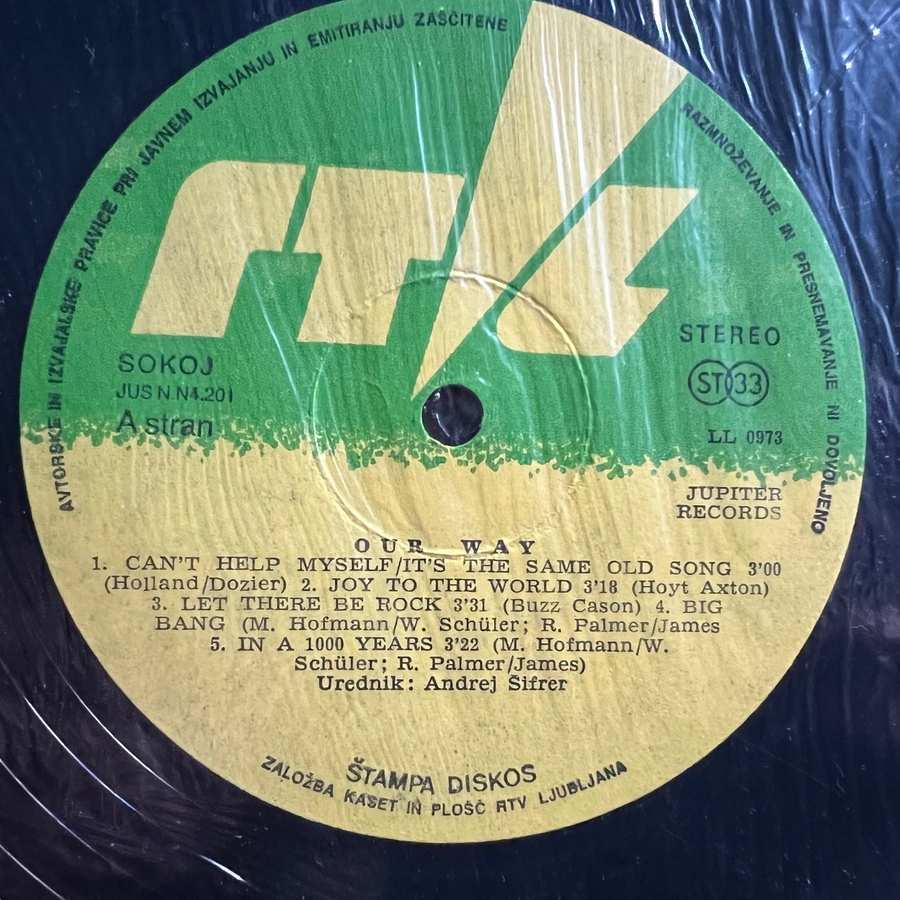 AVTORSKE IN IZVAJALSKE PRAVICE PRI JAVNEM IZVAJANJU IN EMITIRANJU ZAŠČITENE
RAZMNOŽEVANJE IN PRESNEMAVANJE NI DOVOLJENO
RTL
SOKOJ
JUS N.N4.201
A stran
STEREO
ST 33
LL 0973
JUPITER
RECORDS
OUR WAY
1. CAN'T HELP MYSELF/IT'S THE SAME OLD SONG 3'00
(Holland/Dozier) 2. JOY TO THE WORLD 3'18 (Hoyt Axton)
3. LET THERE BE ROCK 3'31 (Buzz Cason) 4. BIG
BANG (M. Hofmann/W. Schüler; R. Palmer/James
5. IN A 1000 YEARS 3'22 (M. Hofmann/W.
Schüler; R. Palmer/James)
Urednik: Andrej Šifrer
ŠTAMPA DISKOS
ZALOŽBA KASET IN PLOŠČ RTV LJUBLJANA